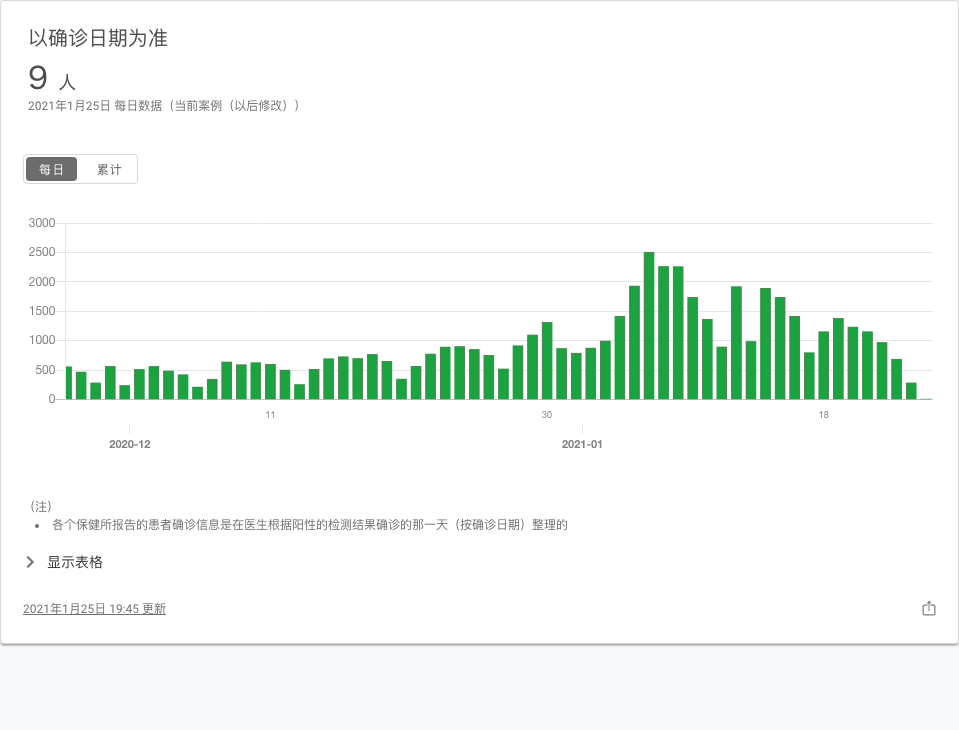 以确诊日期为准
9 人
2021年1月25日 每日数据（当前案例（以后修改））
每日 累计
3000
2500
2000
1500
1000
500
0
11 30 18
2020-12 2021-01
（注）
• 各个保健所报告的患者确诊信息是在医生根据阳性的检测结果确诊的那一天（按确诊日期）整理的
显示表格
2021年1月25日 19:45 更新